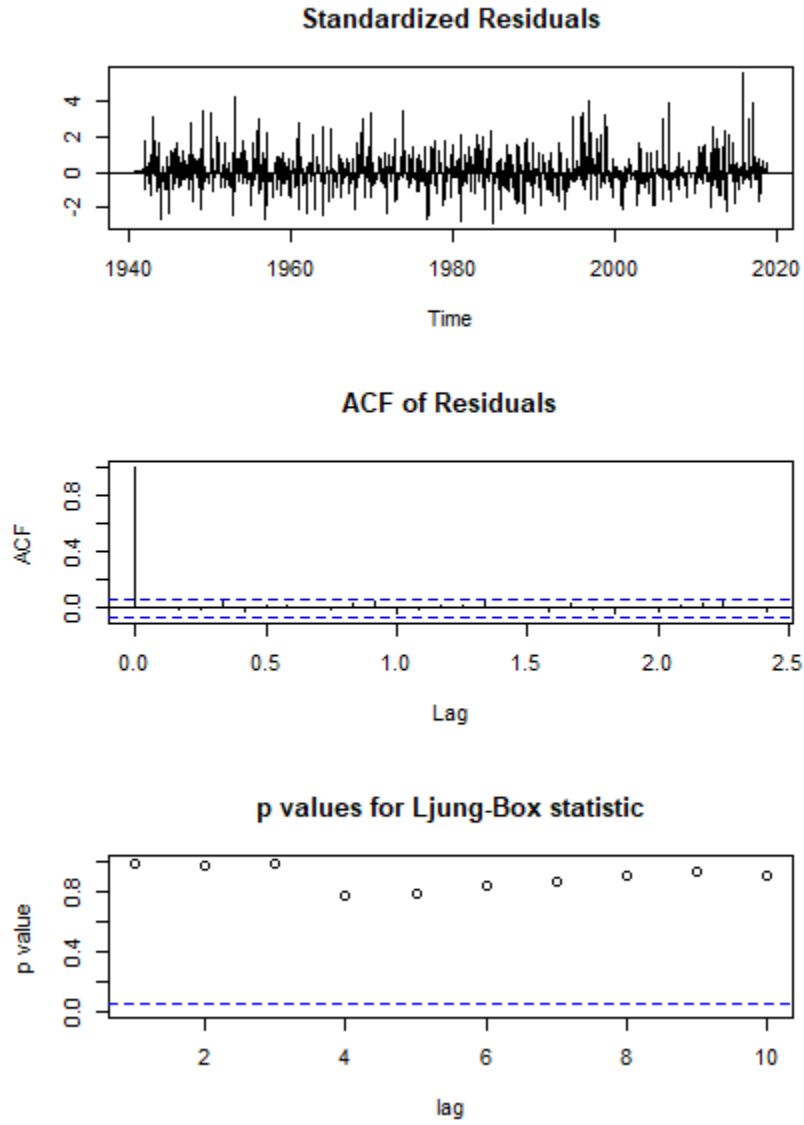 Standardized Residuals
4
2
0
-2
1940 1960 1980 2000 2020
Time
ACF of Residuals
ACF
0.8
0.4
0.0
0.0 0.5 1.0 1.5 2.0 2.5
Lag
p values for Ljung-Box statistic
p value
0.8
0.4
0.0
2 4 6 8 10
lag